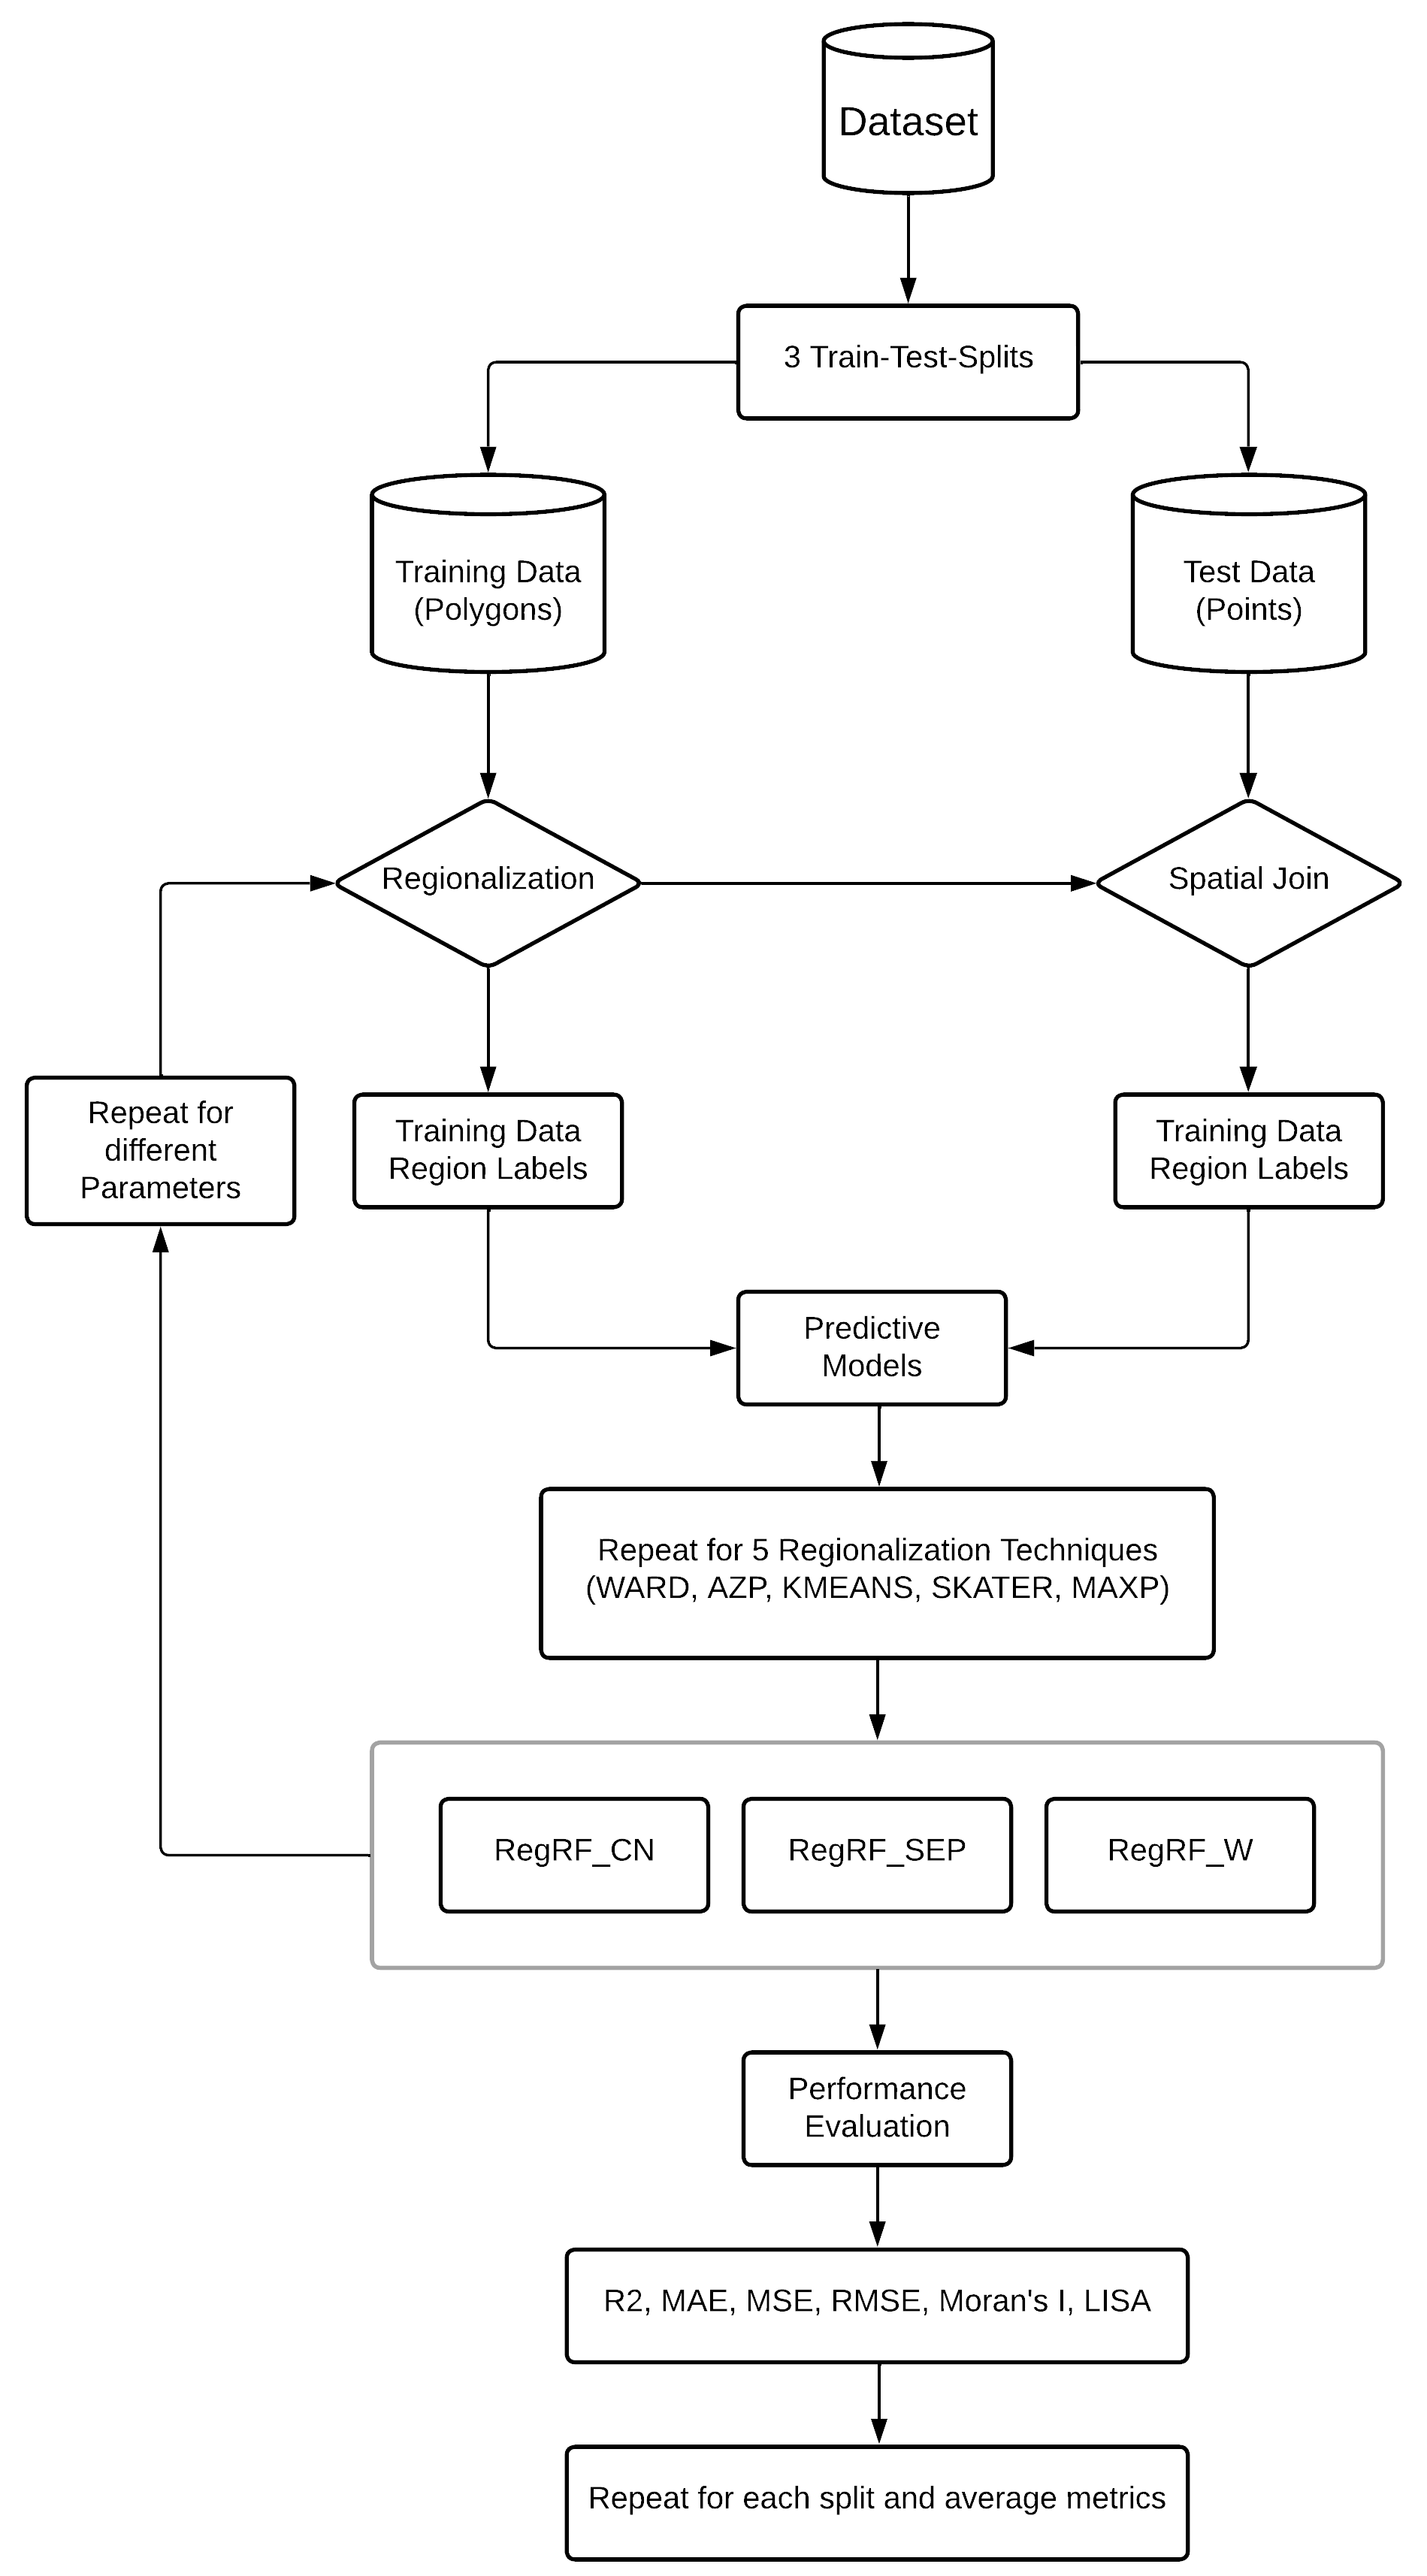 Dataset
3 Train-Test-Splits
Training Data
(Polygons)
Test Data
(Points)
Regionalization
Spatial Join
Repeat for
different
Parameters
Training Data
Region Labels
Training Data
Region Labels
Predictive
Models
Repeat for 5 Regionalization Techniques
(WARD, AZP, KMEANS, SKATER, MAXP)
RegRF_CN
RegRF_SEP
RegRF_W
Performance
Evaluation
R2, MAE, MSE, RMSE, Moran's I, LISA
Repeat for each split and average metrics